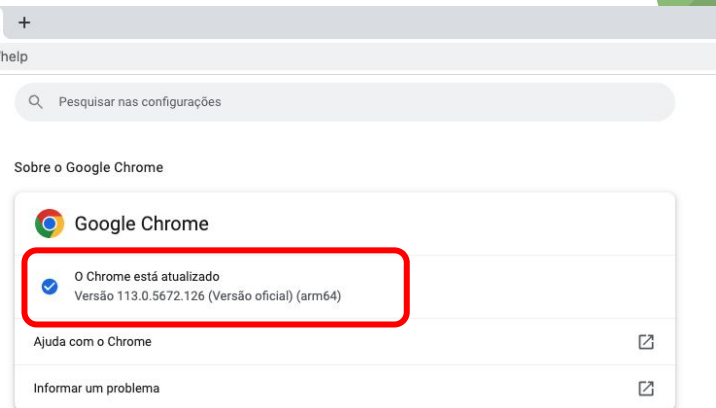 +
help
Pesquisar nas configurações
Sobre o Google Chrome
Google Chrome
O Chrome está atualizado
Versão 113.0.5672.126 (Versão oficial) (arm64)
Ajuda com o Chrome
Informar um problema